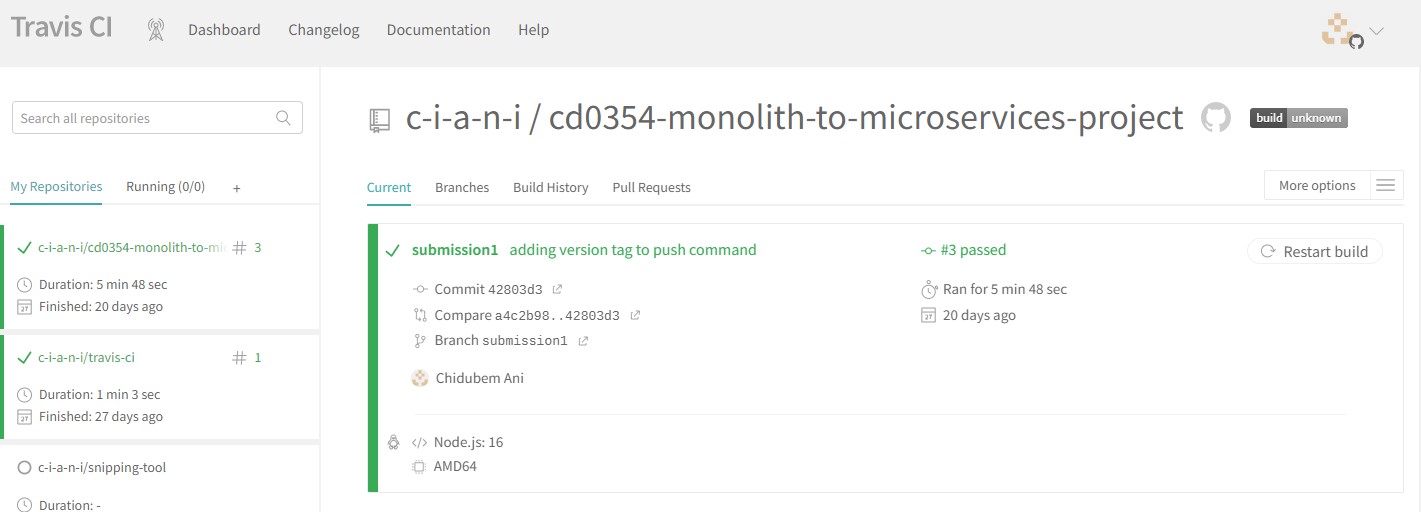 Travis CI Dashboard Changelog Documentation Help
Search all repositories
My Repositories Running (0/0) +
c-i-a-n-i/cd0354-monolith-to-mi # 3
Duration: 5 min 48 sec
27 Finished: 20 days ago
c-i-a-n-i/travis-ci # 1
Duration: 1 min 3 sec
27 Finished: 27 days ago
c-i-a-n-i/snipping-tool
Duration: -
c-i-a-n-i / cd0354-monolith-to-microservices-project build unknown
Current Branches Build History Pull Requests More options
submission1 adding version tag to push command #3 passed Restart build
Commit 42803d3 Ran for 5 min 48 sec
Compare a4c2b98..42803d3 27 20 days ago
Branch submission1
Chidubem Ani
</> Node.js: 16
AMD64